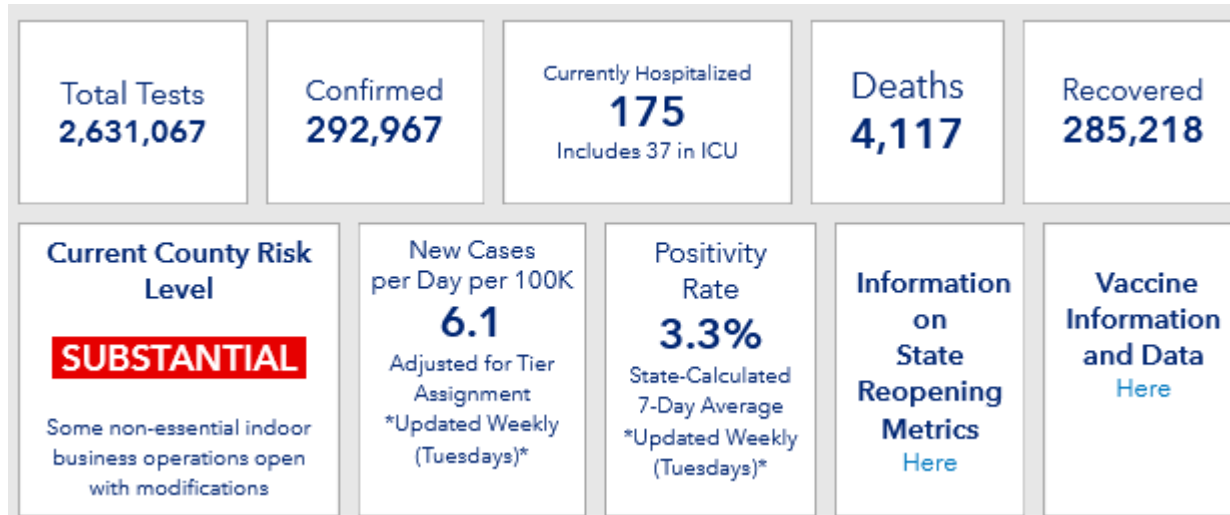 Total Tests
2,631,067
Confirmed
292,967
Currently Hospitalized
175
Includes 37 in ICU
Deaths
4,117
Recovered
285,218
Current County Risk
Level
SUBSTANTIAL
Some non-essential indoor
business operations open
with modifications
New Cases
per Day per 100K
6.1
Adjusted for Tier
Assignment
*Updated Weekly
(Tuesdays)*
Positivity
Rate
3.3%
State-Calculated
7-Day Average
*Updated Weekly
(Tuesdays)*
Information
on
State
Reopening
Metrics
Here
Vaccine
Information
and Data
Here